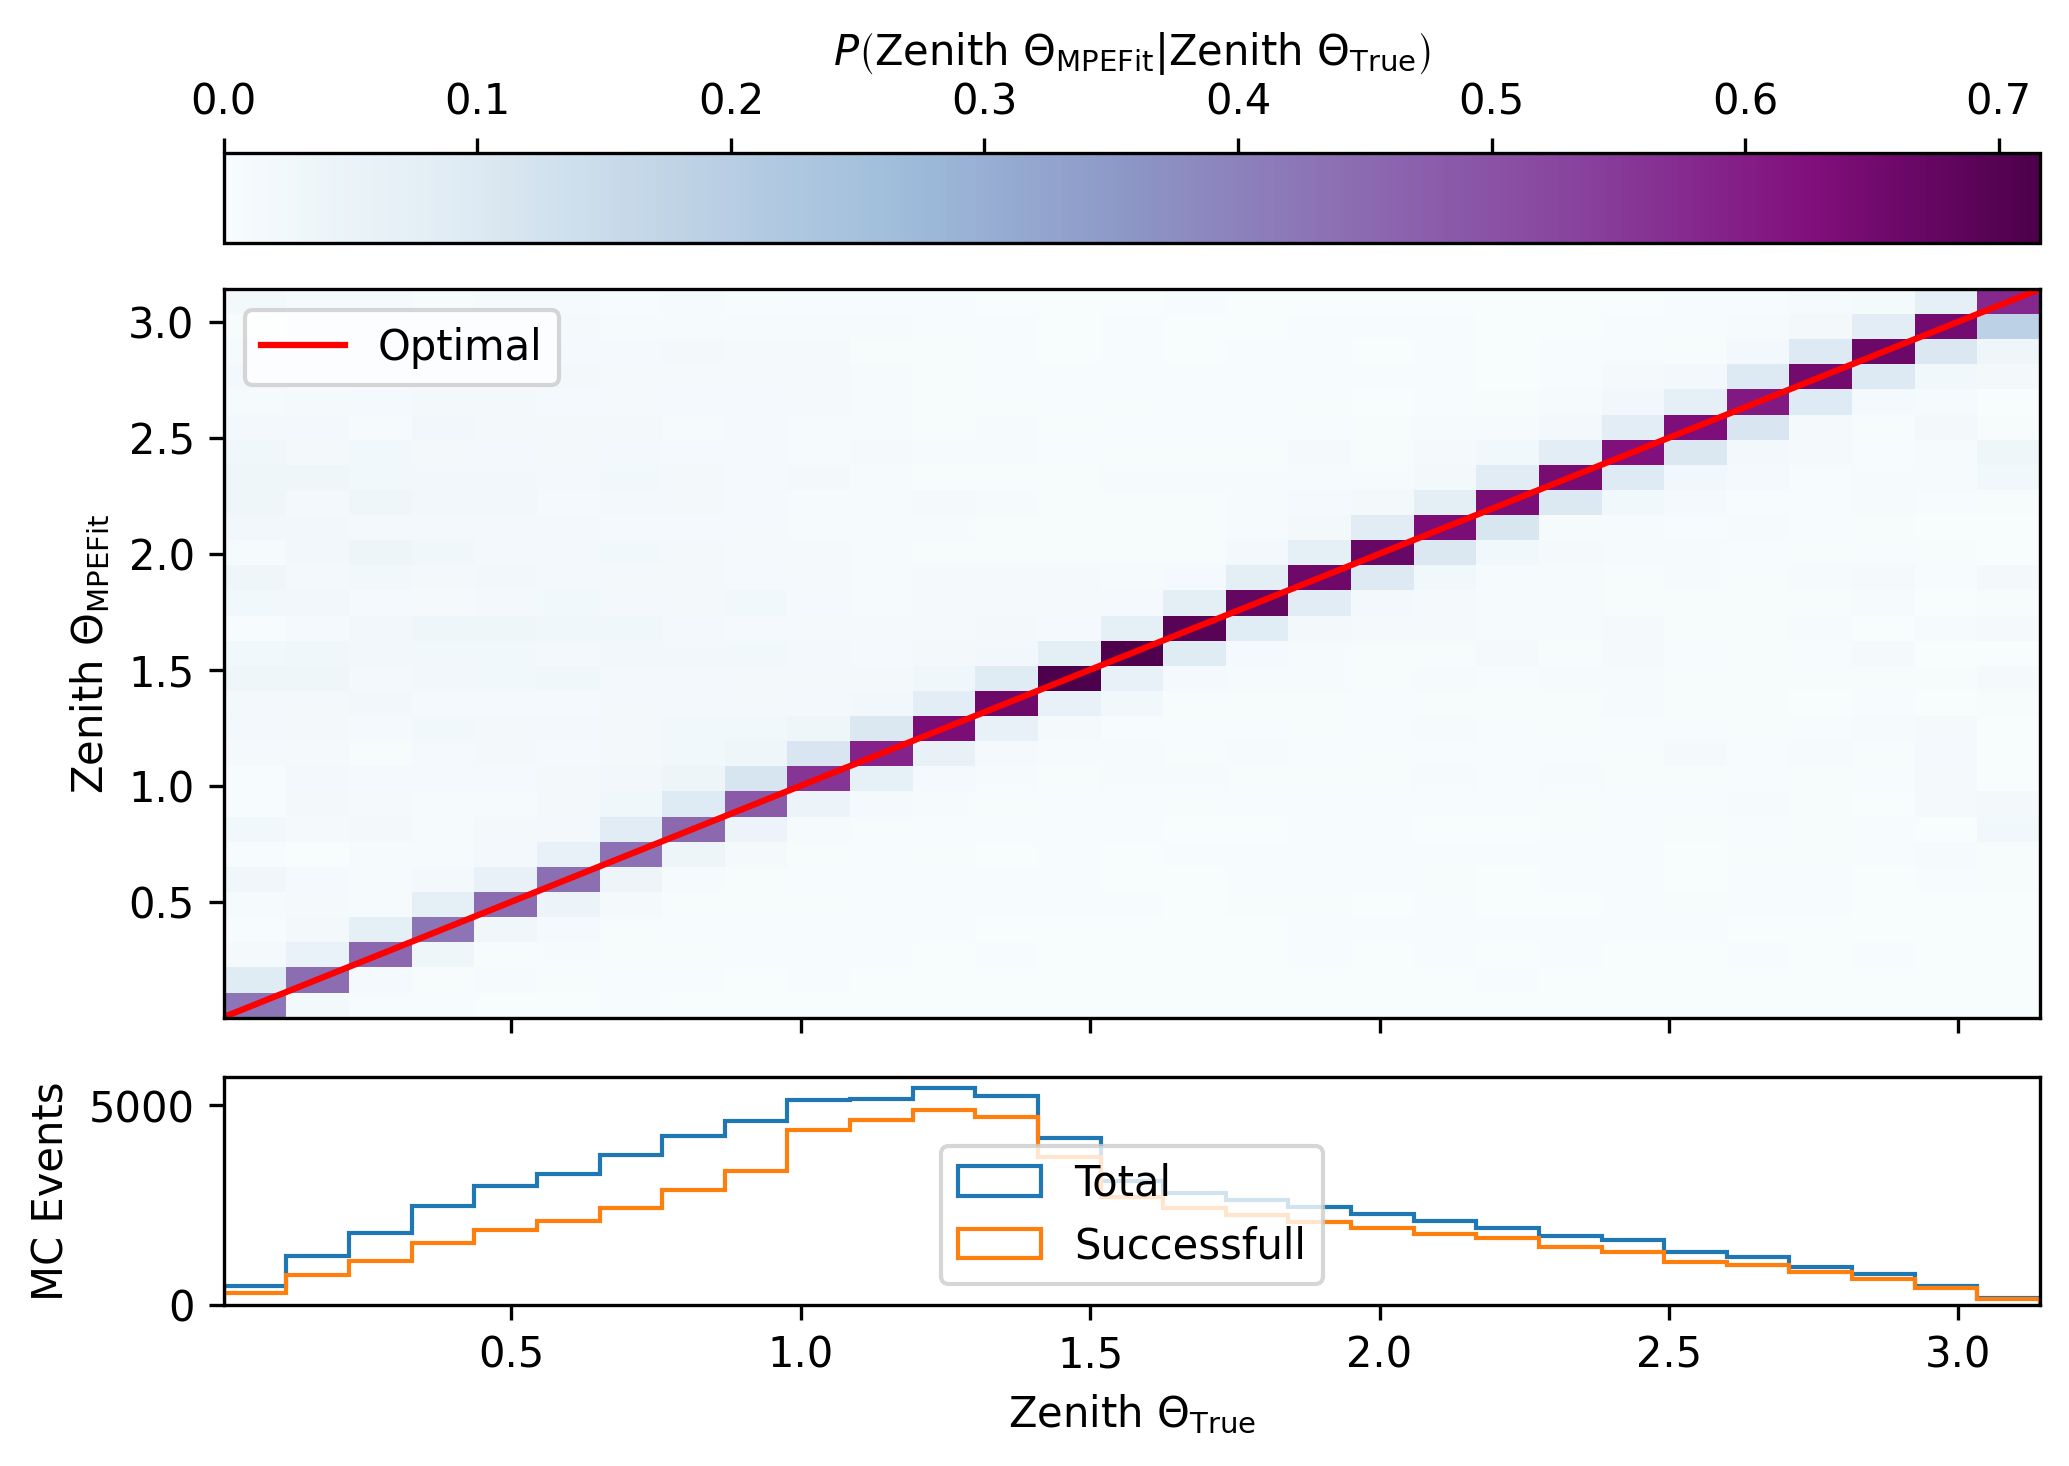 P(Zenith Θ_MPEFit|Zenith Θ_True)
0.0 0.1 0.2 0.3 0.4 0.5 0.6 0.7
Optimal
Zenith Θ_MPEFit
3.0
2.5
2.0
1.5
1.0
0.5
MC Events
5000
0
Total
Successfull
0.5 1.0 1.5 2.0 2.5 3.0
Zenith Θ_True